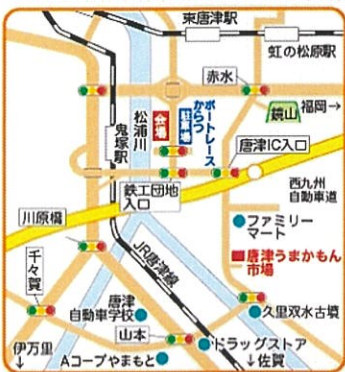 東唐津駅
虹の松原駅
赤水
福岡→
鏡山
松浦川
鬼塚駅
会場
駐車場
ボートレース
からつ
唐津IC入口
鉄工団地
入口
西九州
自動車道
川原橋
ファミリー
マート
千々賀
JR唐津線
唐津うまかもん
市場
唐津
自動車学校
久里双水古墳
山本
ドラッグストア
伊万里
↓
Aコープやまもと
↓佐賀